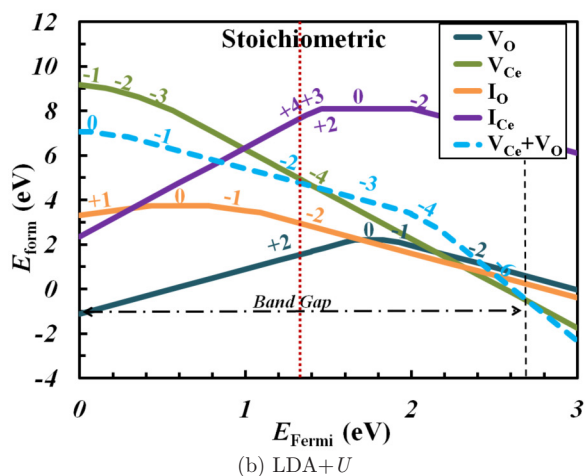 Stoichiometric
12
10
8
6
4
2
0
-2
-4
E_form (eV)
V_O
V_Ce
I_O
I_Ce
V_Ce+V_O
-1 -2 -3 -4
0 -1 -2 -3 -4
+1 0 -1 -2
+4 +3 +2 0 -2
+2 0 -1 -2
Band Gap
0 1 2 3
E_Fermi (eV)
(b) LDA+U